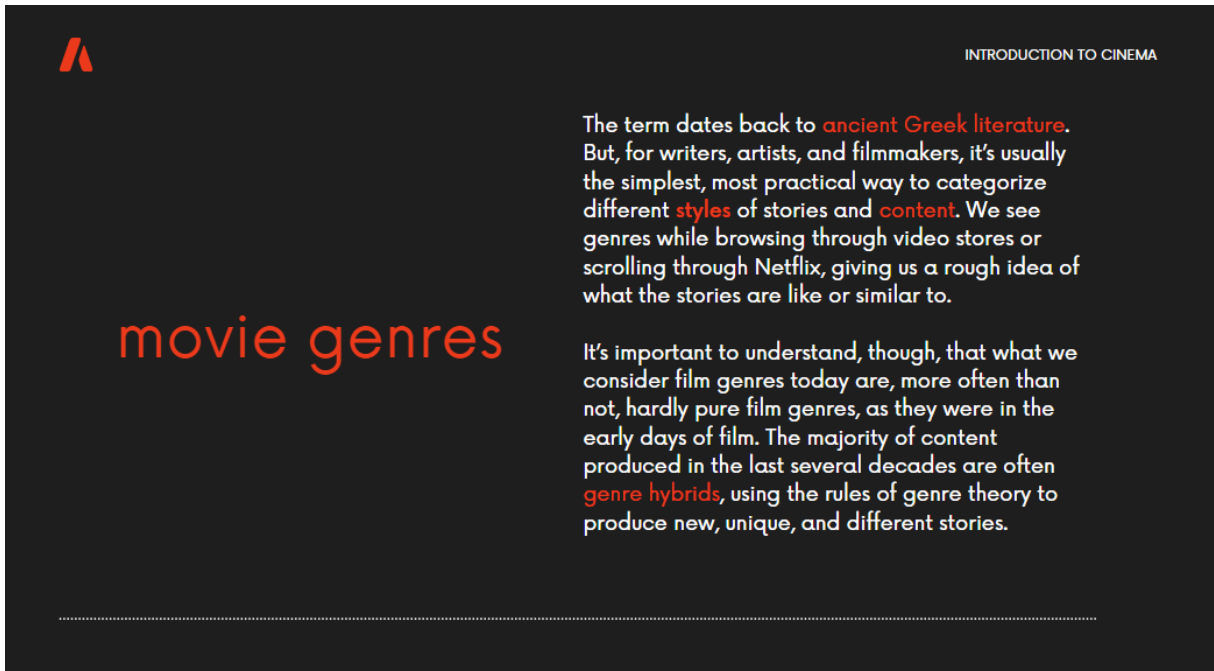 INTRODUCTION TO CINEMA
movie genres
The term dates back to ancient Greek literature.
But, for writers, artists, and filmmakers, it's usually
the simplest, most practical way to categorize
different styles of stories and content. We see
genres while browsing through video stores or
scrolling through Netflix, giving us a rough idea of
what the stories are like or similar to.
It's important to understand, though, that what we
consider film genres today are, more often than
not, hardly pure film genres, as they were in the
early days of film. The majority of content
produced in the last several decades are often
genre hybrids, using the rules of genre theory to
produce new, unique, and different stories.